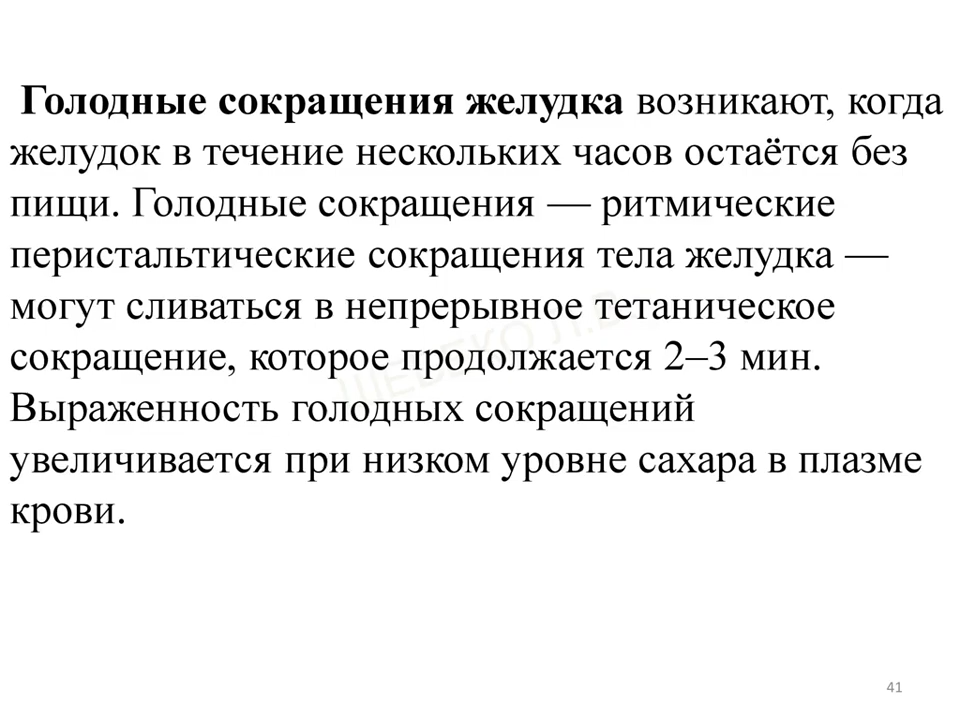 Голодные сокращения желудка возникают, когда
желудок в течение нескольких часов остаётся без
пищи. Голодные сокращения — ритмические
перистальтические сокращения тела желудка —
могут сливаться в непрерывное тетаническое
сокращение, которое продолжается 2–3 мин.
Выраженность голодных сокращений
увеличивается при низком уровне сахара в плазме
крови.
41